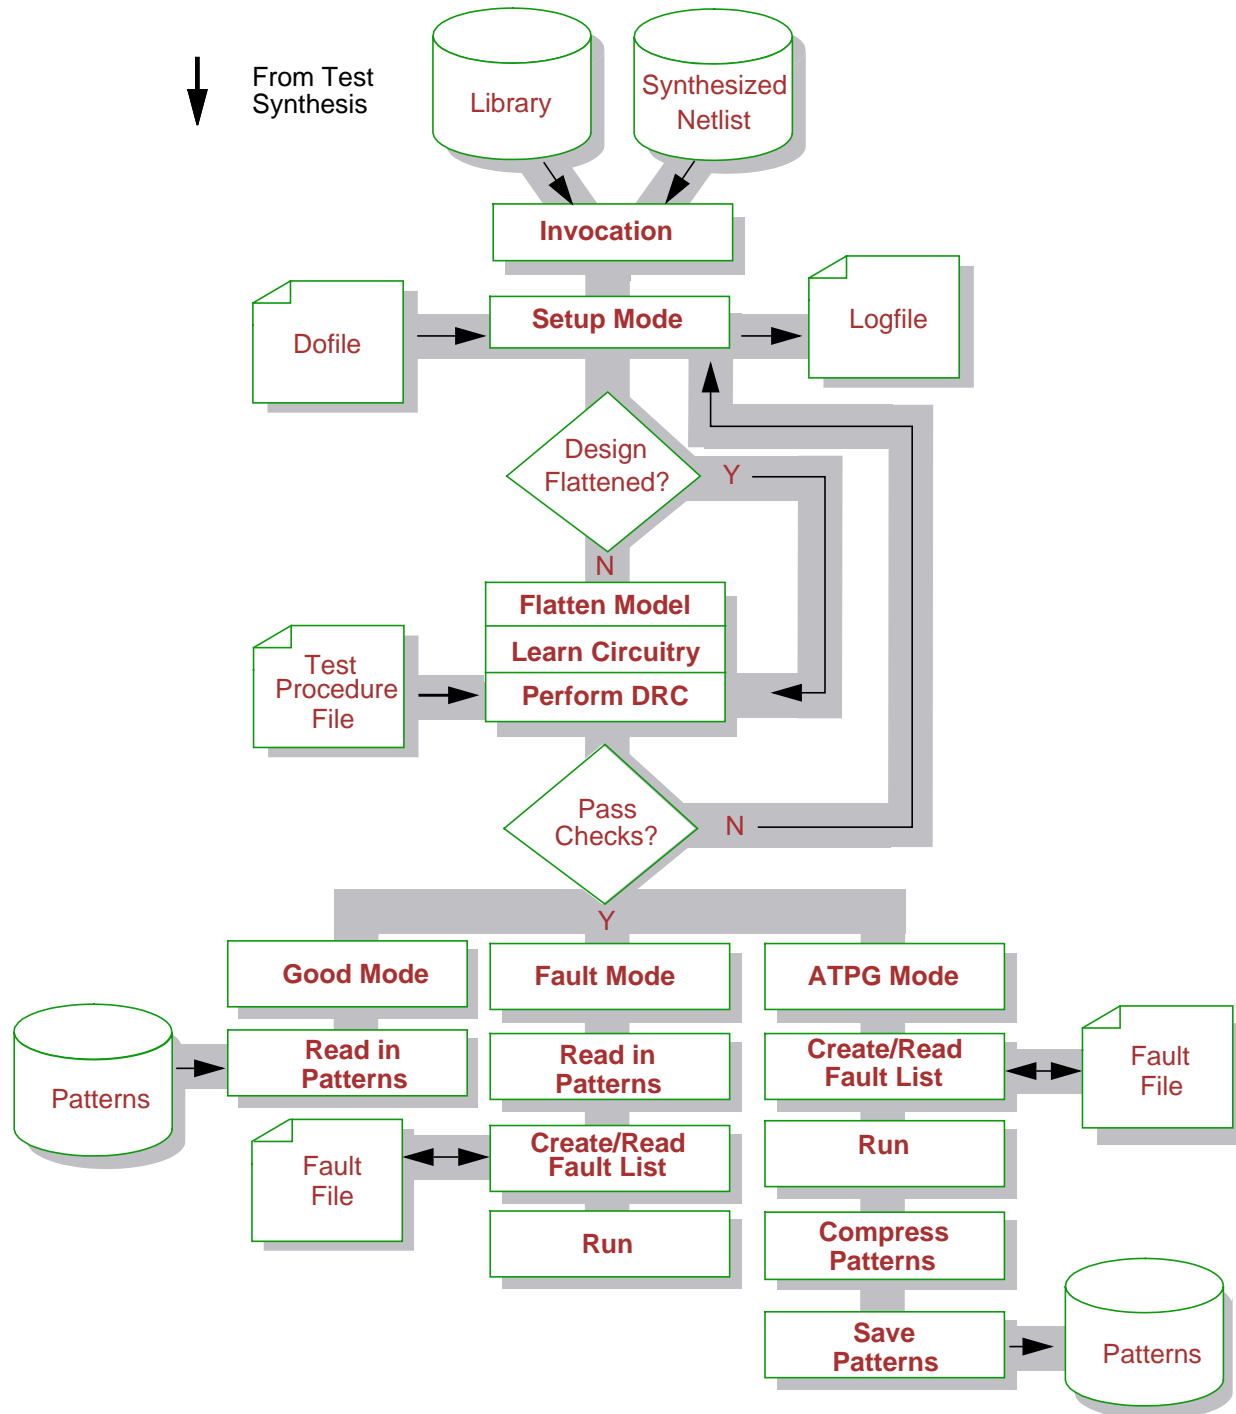 From Test
Synthesis
Library
Synthesized
Netlist
Invocation
Setup Mode
Dofile
Logfile
Design
Flattened?
Y
N
Flatten Model
Learn Circuitry
Perform DRC
Test
Procedure
File
Pass
Checks?
N
Y
Good Mode
Fault Mode
ATPG Mode
Patterns
Read in
Patterns
Read in
Patterns
Create/Read
Fault List
Fault
File
Fault
File
Create/Read
Fault List
Run
Run
Compress
Patterns
Save
Patterns
Patterns